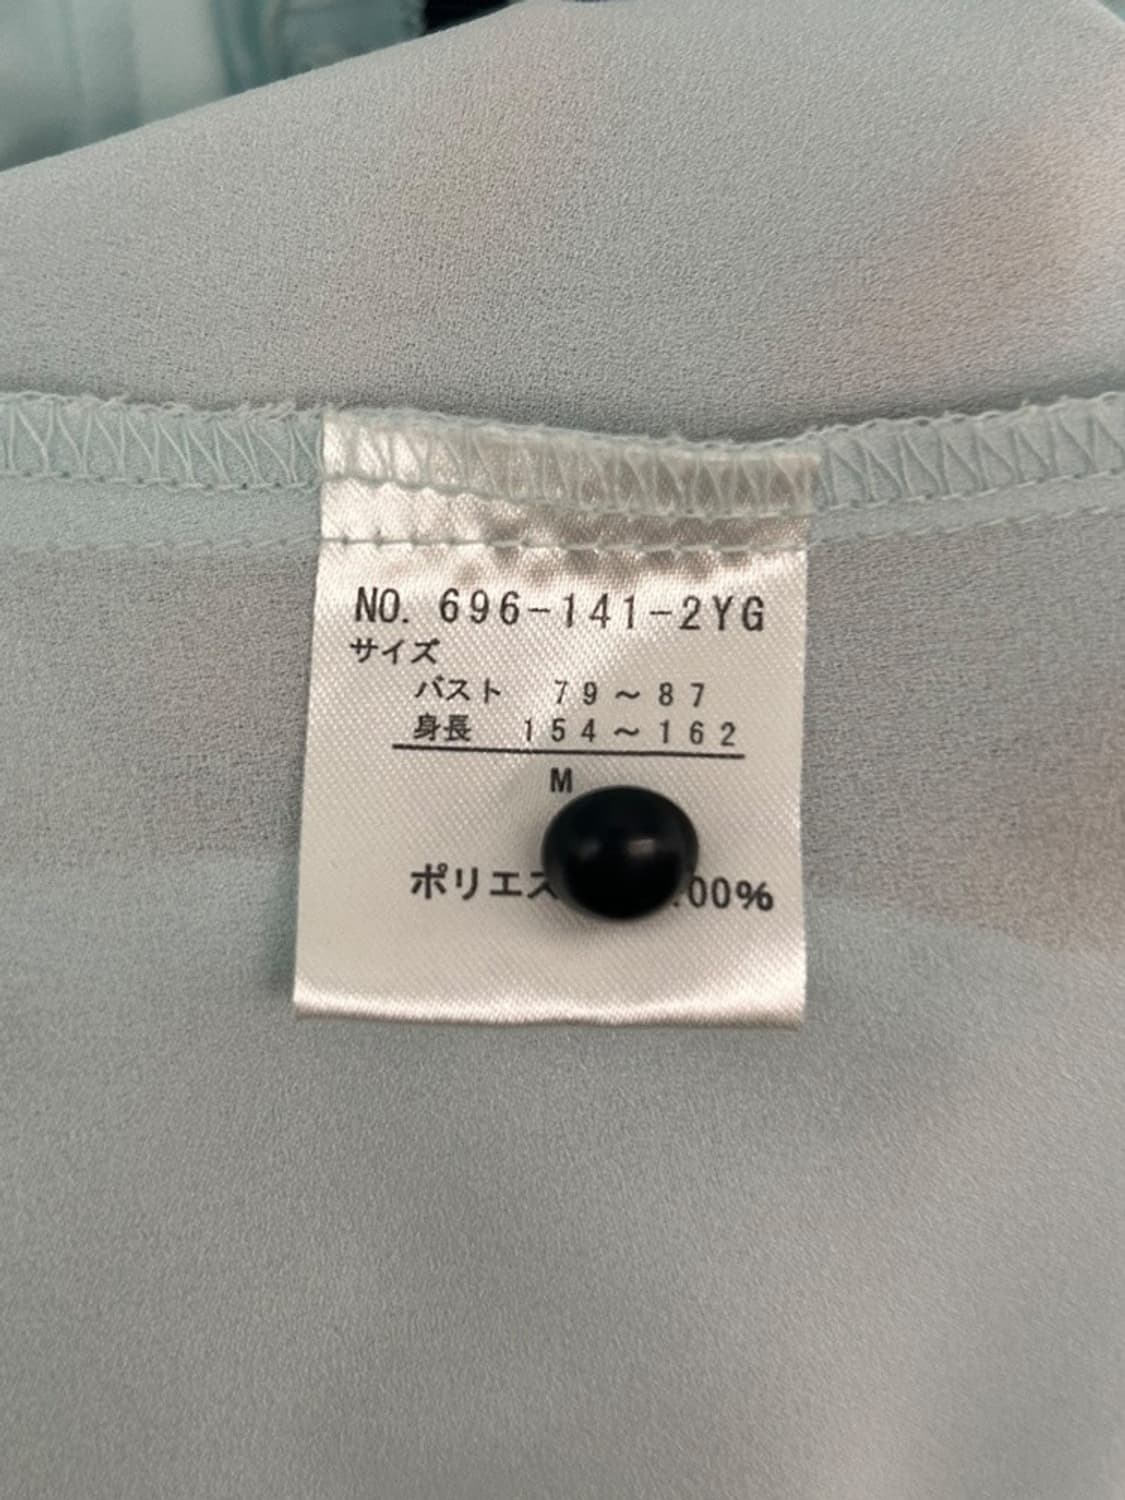 NO. 696-141-2YG
サイズ
バスト 79～87
身長 154～162
M
ポリエス 00%